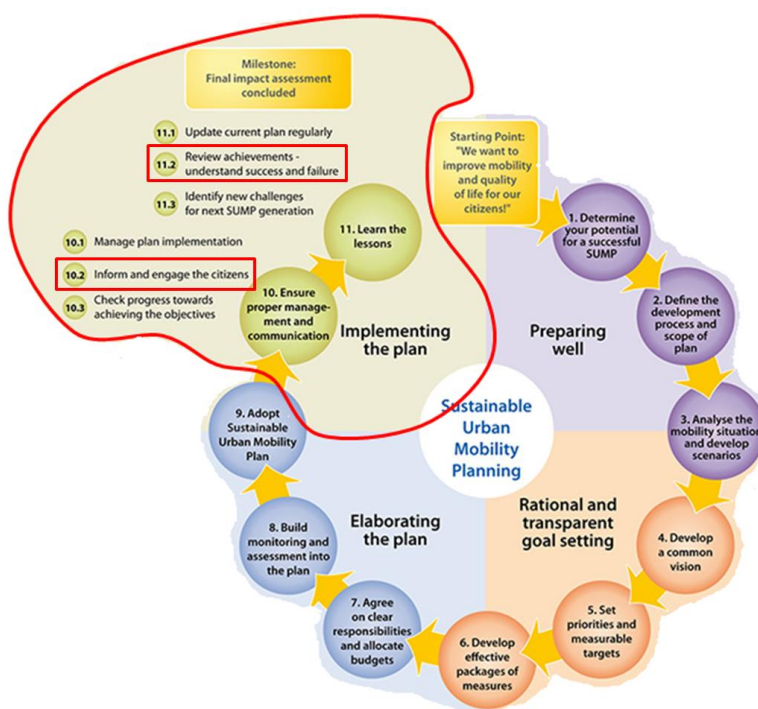 Milestone:
Final impact assessment
concluded
11.1 Update current plan regularly
11.2 Review achievements -
understand success and failure
11.3 Identify new challenges
for next SUMP generation
10.1 Manage plan implementation
10.2 Inform and engage the citizens
10.3 Check progress towards
achieving the objectives
11. Learn the
lessons
10. Ensure
proper manage-
ment and
communication
Implementing
the plan
Starting Point:
"We want to
improve mobility
and quality
of life for our
citizens!"
1. Determine
your potential
for a successful
SUMP
2. Define the
development
process and
scope of
plan
Preparing
well
3. Analyse the
mobility situation
and develop
scenarios
Sustainable
Urban
Mobility
Planning
Rational and
transparent
goal setting
4. Develop
a common
vision
5. Set
priorities and
measurable
targets
6. Develop
effective
packages of
measures
7. Agree
on clear
responsibilities
and allocate
budgets
Elaborating
the plan
8. Build
monitoring and
assessment into
the plan
9. Adopt
Sustainable
Urban Mobility
Plan